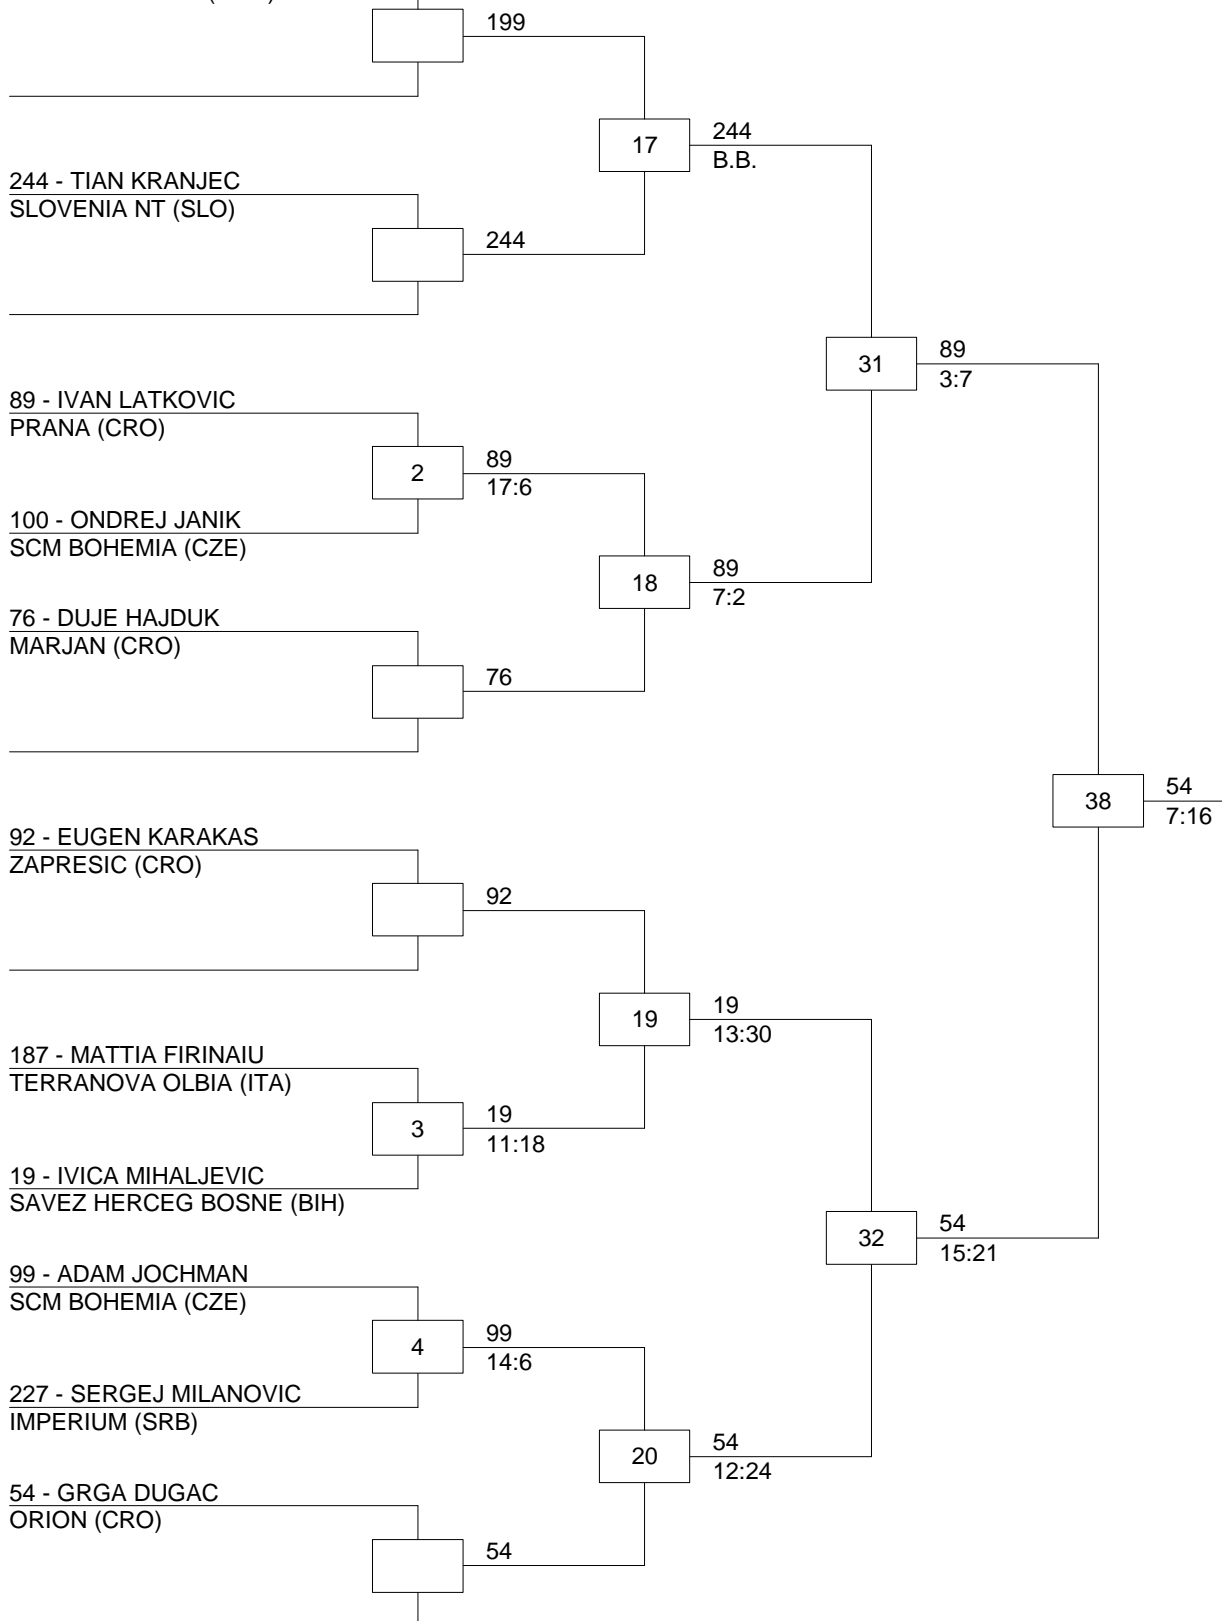 199
17
244
B.B.
244 - TIAN KRANJEC
SLOVENIA NT (SLO)
244
31
89
3:7
89 - IVAN LATKOVIC
PRANA (CRO)
2
89
17:6
100 - ONDREJ JANIK
SCM BOHEMIA (CZE)
18
89
7:2
76 - DUJE HAJDUK
MARJAN (CRO)
76
38
54
7:16
92 - EUGEN KARAKAS
ZAPRESIC (CRO)
92
19
19
13:30
187 - MATTIA FIRINAIU
TERRANOVA OLBIA (ITA)
3
19
11:18
19 - IVICA MIHALJEVIC
SAVEZ HERCEG BOSNE (BIH)
32
54
15:21
99 - ADAM JOCHMAN
SCM BOHEMIA (CZE)
4
99
14:6
227 - SERGEJ MILANOVIC
IMPERIUM (SRB)
20
54
12:24
54 - GRGA DUGAC
ORION (CRO)
54